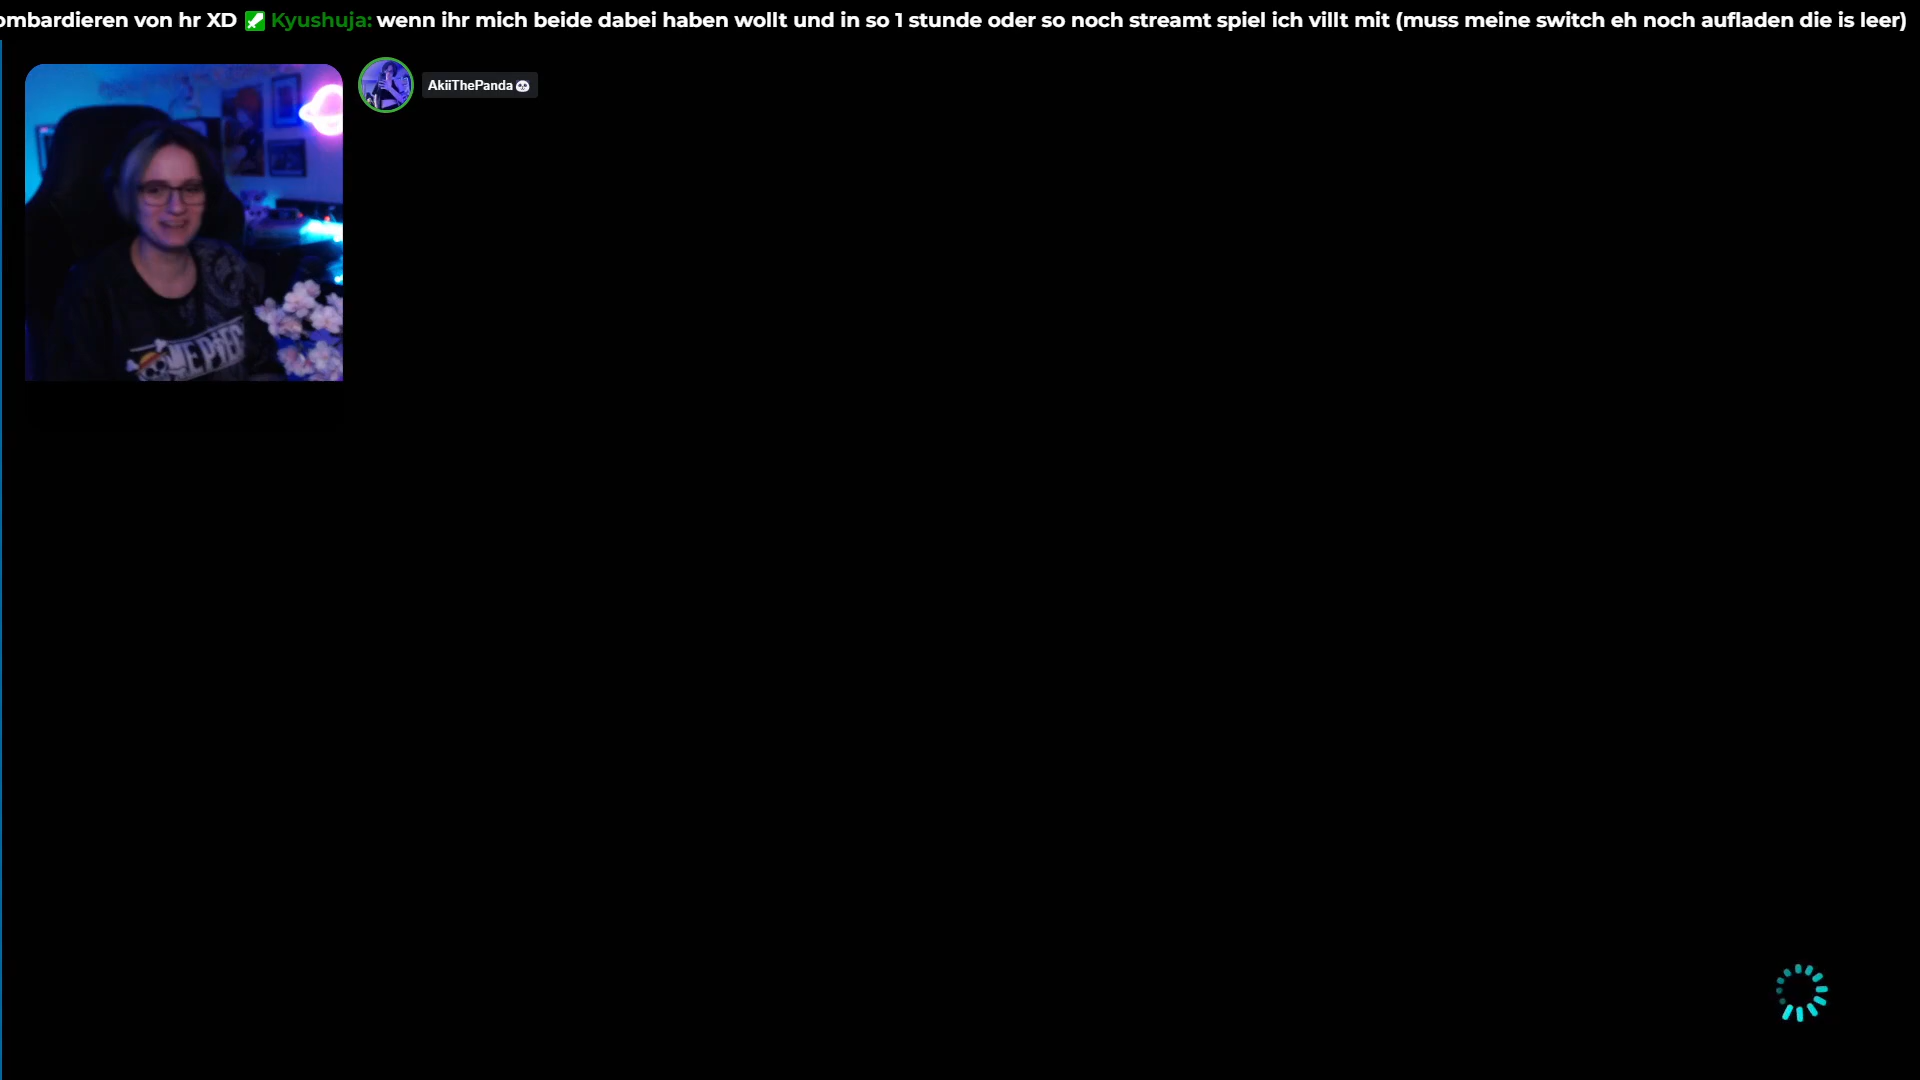 ombardieren von hr XD Kyushuja: wenn ihr mich beide dabei haben wollt und in so 1 stunde oder so noch streamt spiel ich villt mit (muss meine switch eh noch aufladen die is leer)
AkiiThePanda